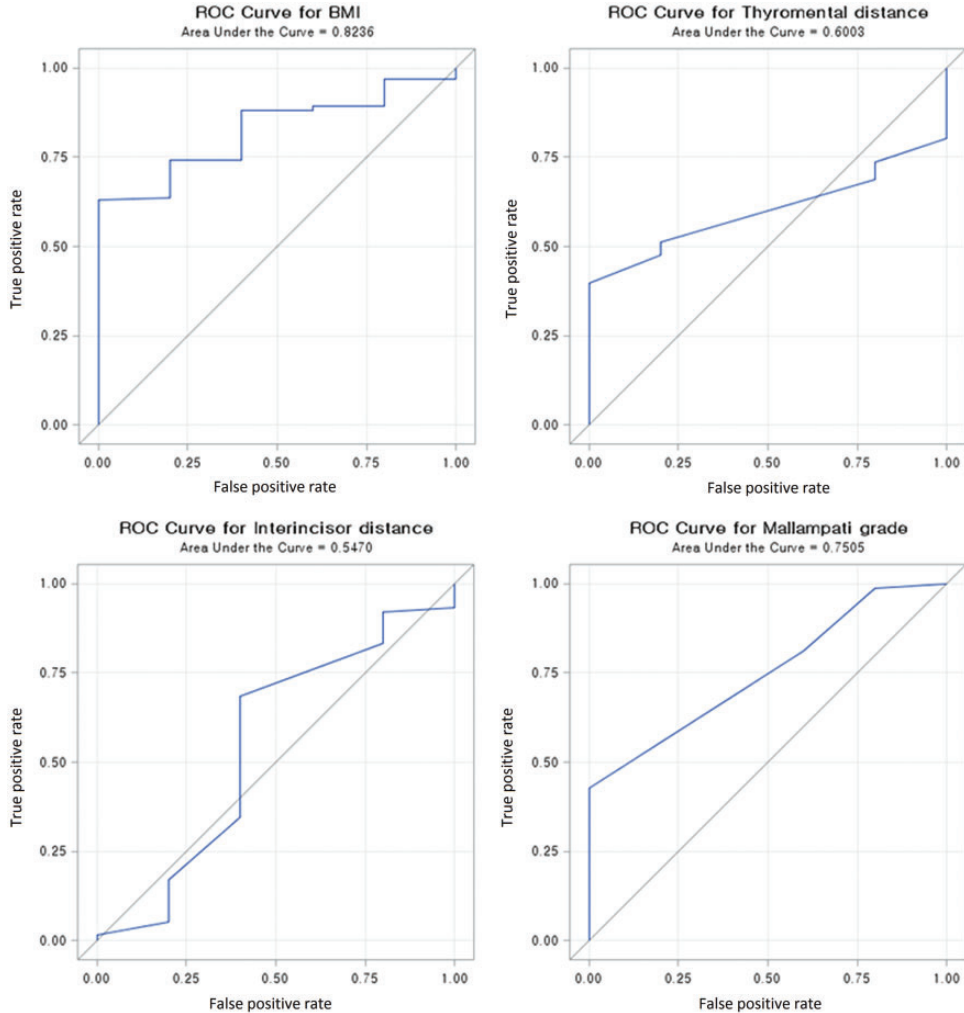 ROC Curve for BMI
Area Under the Curve = 0.8236
1.00
0.75
0.50
0.25
0.00
True positive rate
0.00 0.25 0.50 0.75 1.00
False positive rate
ROC Curve for Thyromental distance
Area Under the Curve = 0.6003
1.00
0.75
0.50
0.25
0.00
True positive rate
0.00 0.25 0.50 0.75 1.00
False positive rate
ROC Curve for Interincisor distance
Area Under the Curve = 0.5470
1.00
0.75
0.50
0.25
0.00
True positive rate
0.00 0.25 0.50 0.75 1.00
False positive rate
ROC Curve for Mallampati grade
Area Under the Curve = 0.7505
1.00
0.75
0.50
0.25
0.00
True positive rate
0.00 0.25 0.50 0.75 1.00
False positive rate